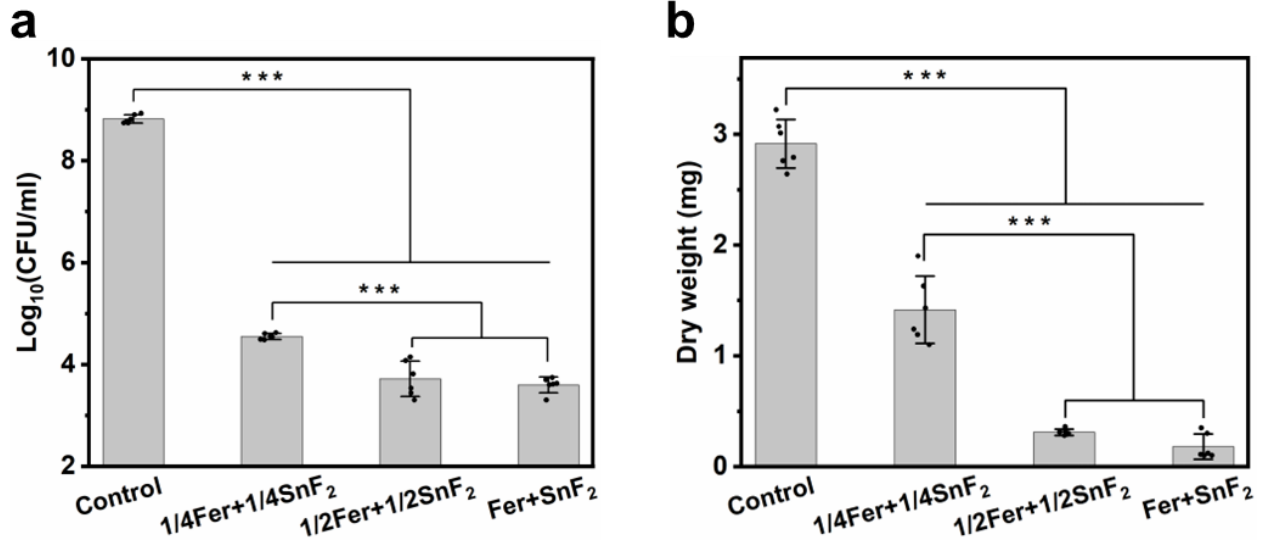 a
10
8
6
4
2
Log₁₀(CFU/ml)
***
***
Control
1/4Fer+1/4SnF₂
1/2Fer+1/2SnF₂
Fer+SnF₂
b
3
2
1
0
Dry weight (mg)
***
***
Control
1/4Fer+1/4SnF₂
1/2Fer+1/2SnF₂
Fer+SnF₂